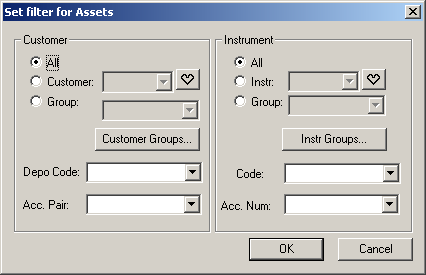 Set filter for Assets
Customer
All
Customer:
Group:
Customer Groups...
Depo Code:
Acc. Pair:
Instrument
All
Instr:
Group:
Instr Groups...
Code:
Acc. Num:
OK
Cancel